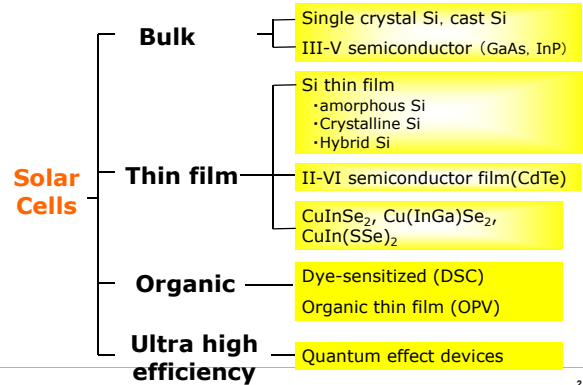 Solar
Cells
Bulk
Single crystal Si, cast Si
III-V semiconductor (GaAs, InP)
Thin film
Si thin film
・amorphous Si
・Crystalline Si
・Hybrid Si
II-VI semiconductor film(CdTe)
CuInSe₂, Cu(InGa)Se₂,
CuIn(SSe)₂
Organic
Dye-sensitized (DSC)
Organic thin film (OPV)
Ultra high
efficiency
Quantum effect devices